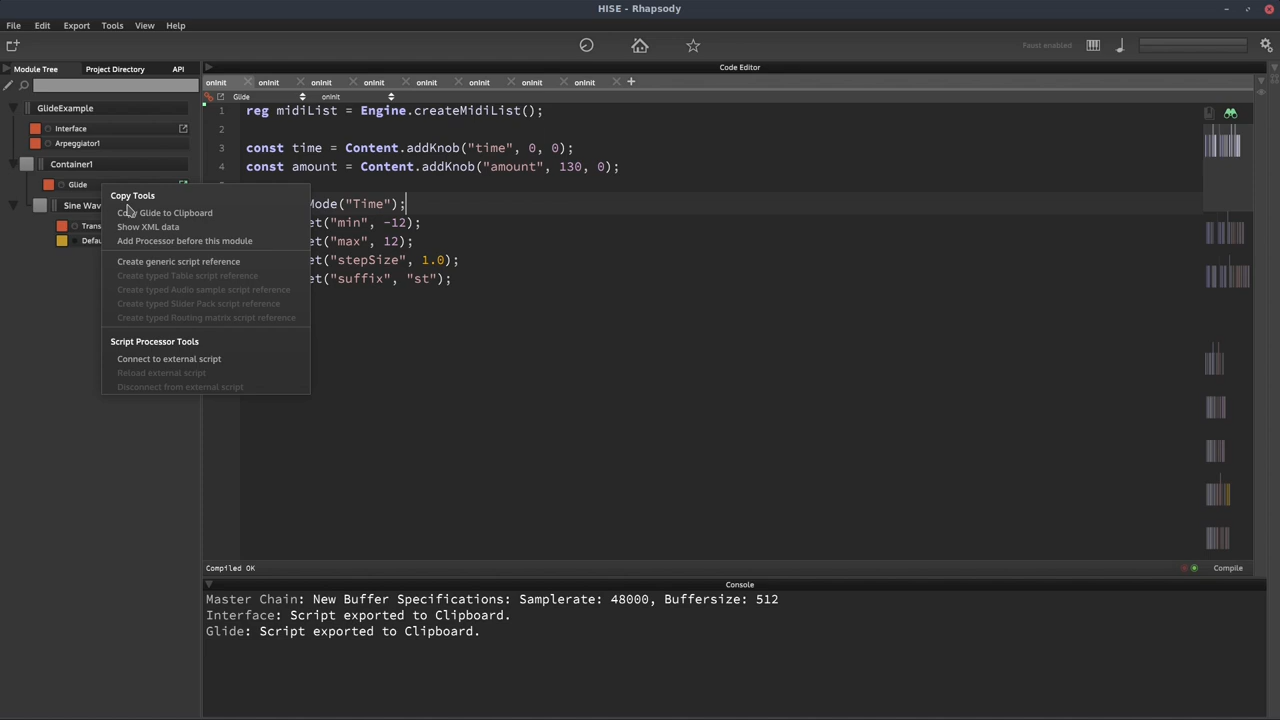 HISE - Rhapsody
File Edit Export Tools View Help
Faust enabled
Module Tree Project Directory API
Code Editor
onInit onInit onInit onInit onInit onInit onInit onInit
Glide onInit
GlideExample
Interface
Arpeggiator1
Container1
Glide
Sine Wav
Trans
Defau
1 reg midiList = Engine.createMidiList();
2
3 const time = Content.addKnob("time", 0, 0);
4 const amount = Content.addKnob("amount", 130, 0);
Mode("Time");
et("min", -12);
et("max", 12);
et("stepSize", 1.0);
et("suffix", "st");
Copy Tools
Copy Glide to Clipboard
Show XML data
Add Processor before this module
Create generic script reference
Create typed Table script reference
Create typed Audio sample script reference
Create typed Slider Pack script reference
Create typed Routing matrix script reference
Script Processor Tools
Connect to external script
Reload external script
Disconnect from external script
Compiled OK
Compile
Console
Master Chain: New Buffer Specifications: Samplerate: 48000, Buffersize: 512
Interface: Script exported to Clipboard.
Glide: Script exported to Clipboard.